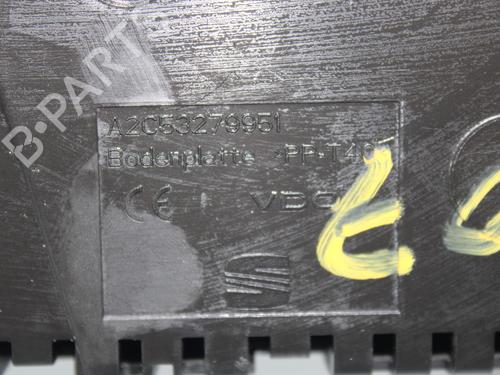 B-PARTS
A2C53279951
Bodenplatte >PP-T40<
CE VDO